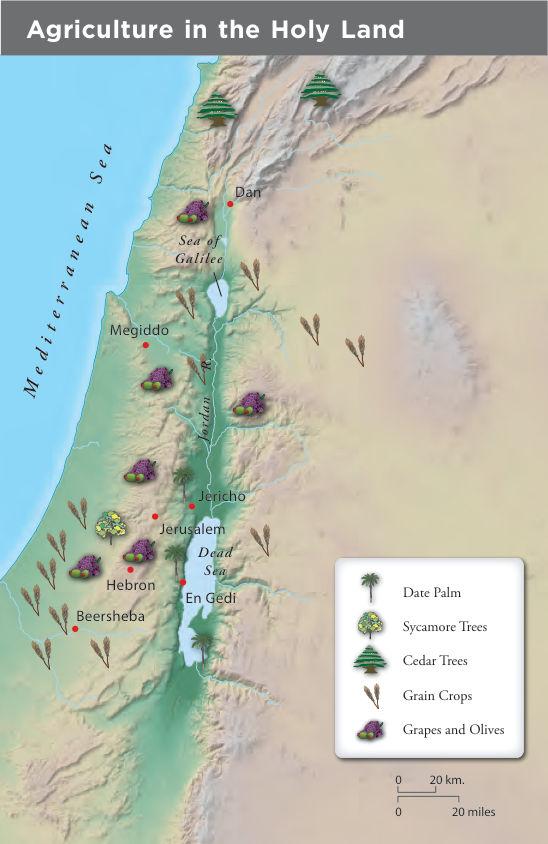 Agriculture in the Holy Land
Mediterranean Sea
Dan
Sea of
Galilee
Megiddo
Jordan R.
Jericho
Jerusalem
Dead
Sea
Hebron
En Gedi
Beersheba
Date Palm
Sycamore Trees
Cedar Trees
Grain Crops
Grapes and Olives
0 20 km.
0 20 miles